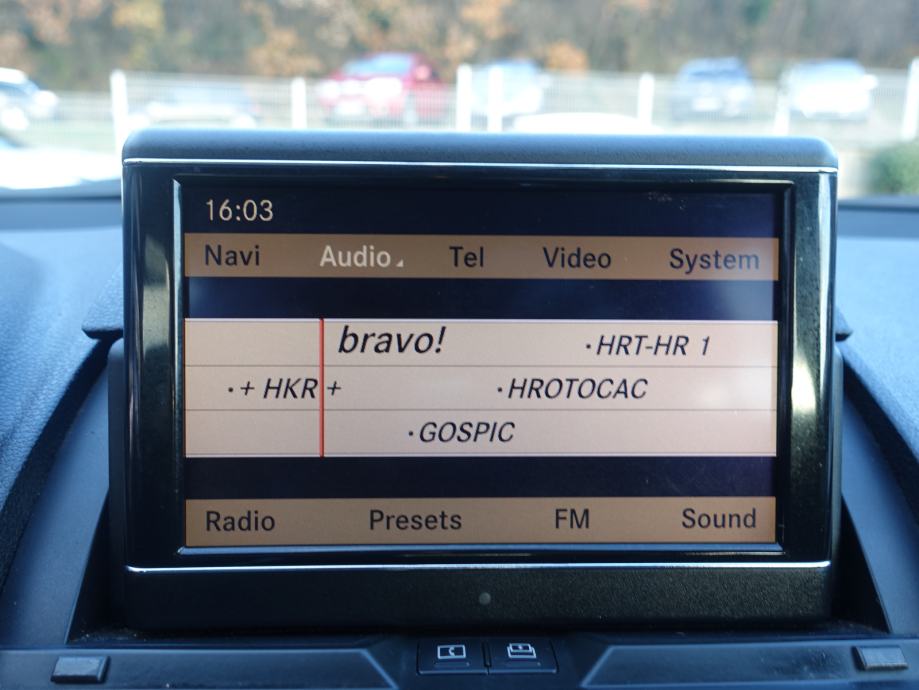 16:03
Navi Audio Tel Video System
bravo! ·HRT-HR 1
·+ HKR + ·HROTOCAC
·GOSPIC
Radio Presets FM Sound